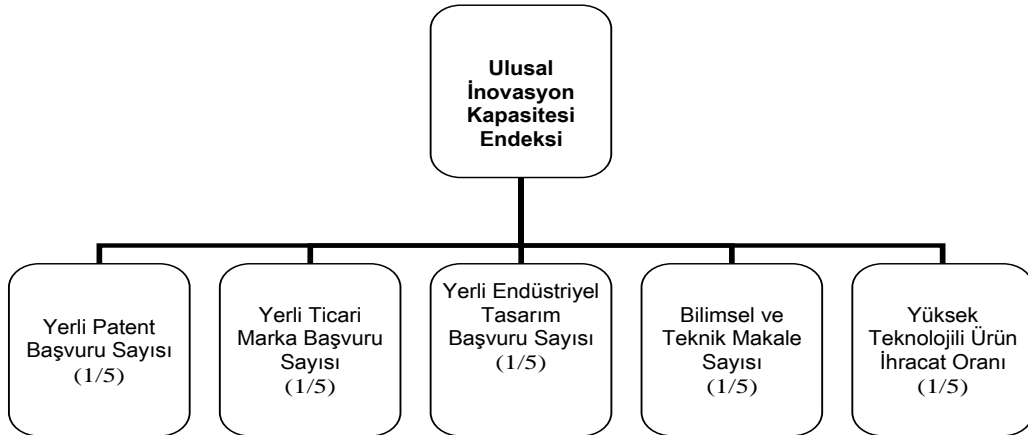 Ulusal
İnovasyon
Kapasitesi
Endeksi
Yerli Patent
Başvuru Sayısı
(1/5)
Yerli Ticari
Marka Başvuru
Sayısı
(1/5)
Yerli Endüstriyel
Tasarım
Başvuru Sayısı
(1/5)
Bilimsel ve
Teknik Makale
Sayısı
(1/5)
Yüksek
Teknolojili Ürün
İhracat Oranı
(1/5)